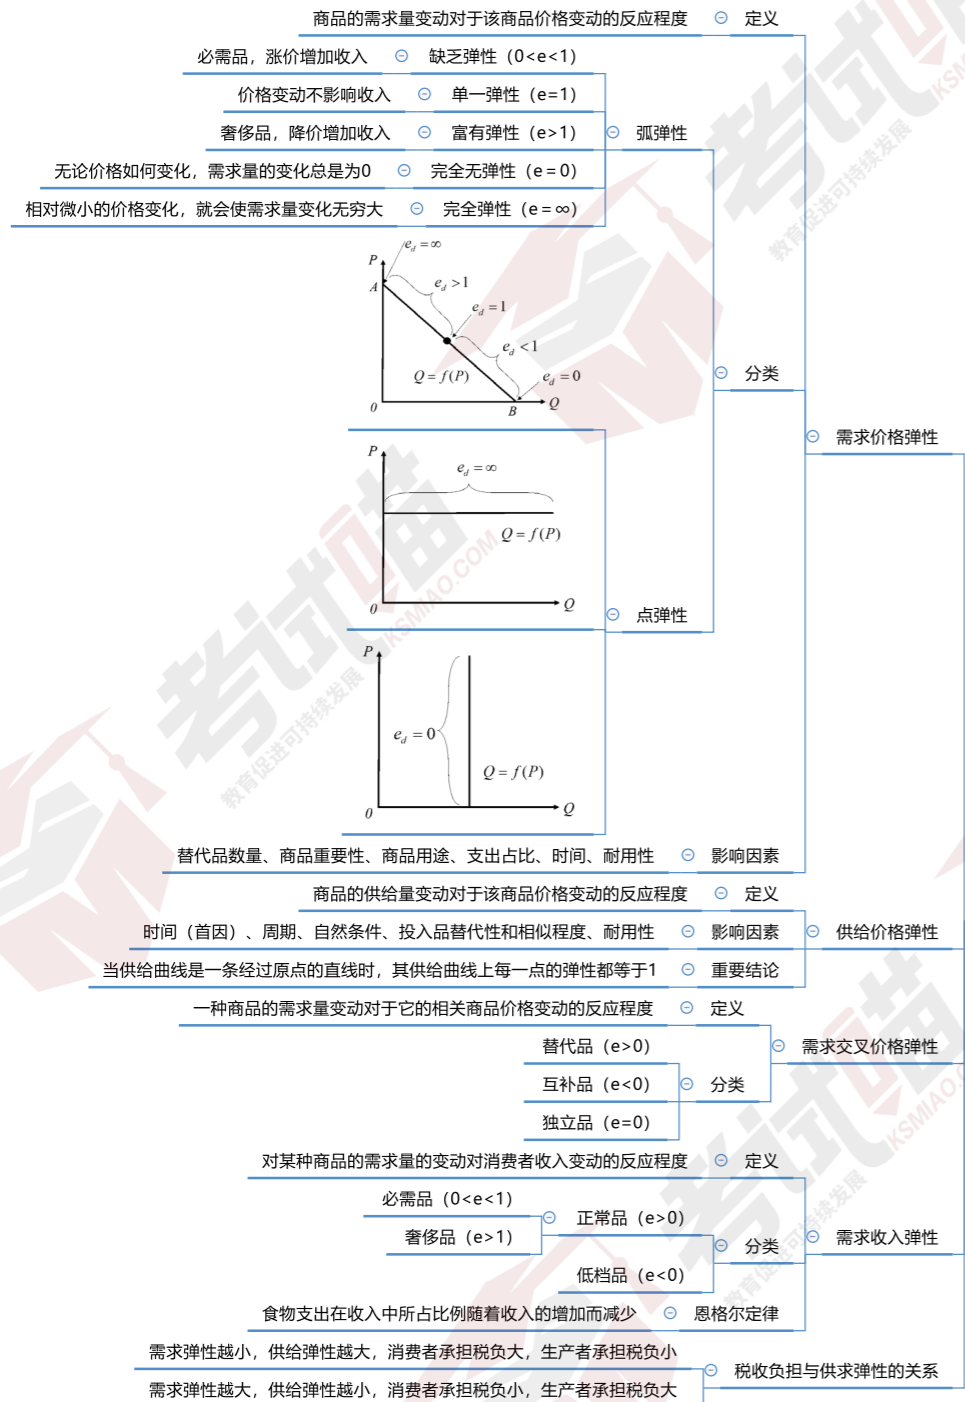 商品的需求量变动对于该商品价格变动的反应程度 定义
必需品，涨价增加收入 缺乏弹性（0<e<1）
价格变动不影响收入 单一弹性（e=1）
奢侈品，降价增加收入 富有弹性（e>1） 弧弹性
无论价格如何变化，需求量的变化总是为0 完全无弹性（e＝0）
相对微小的价格变化，就会使需求量变化无穷大 完全弹性（e＝∞）
e_d = ∞
P
A
e_d > 1
e_d = 1
e_d < 1
Q = f(P)
e_d = 0
0 B Q
分类
需求价格弹性
P
e_d = ∞
Q = f(P)
0 Q
点弹性
P
e_d = 0
Q = f(P)
0 Q
替代品数量、商品重要性、商品用途、支出占比、时间、耐用性 影响因素
商品的供给量变动对于该商品价格变动的反应程度 定义
时间（首因）、周期、自然条件、投入品替代性和相似程度、耐用性 影响因素 供给价格弹性
当供给曲线是一条经过原点的直线时，其供给曲线上每一点的弹性都等于1 重要结论
一种商品的需求量变动对于它的相关商品价格变动的反应程度 定义
替代品（e>0） 需求交叉价格弹性
互补品（e<0） 分类
独立品（e=0）
对某种商品的需求量的变动对消费者收入变动的反应程度 定义
必需品（0<e<1）
正常品（e>0）
奢侈品（e>1） 需求收入弹性
分类
低档品（e<0）
食物支出在收入中所占比例随着收入的增加而减少 恩格尔定律
需求弹性越小，供给弹性越大，消费者承担税负大，生产者承担税负小
税收负担与供求弹性的关系
需求弹性越大，供给弹性越小，消费者承担税负小，生产者承担税负大
考试喵
KSMIAO.COM
教育促进可持续发展